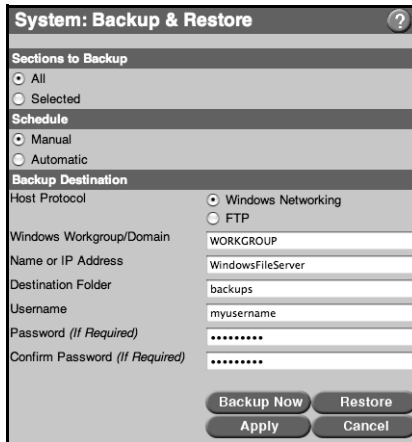 System: Backup & Restore ?
Sections to Backup
All
Selected
Schedule
Manual
Automatic
Backup Destination
Host Protocol Windows Networking
FTP
Windows Workgroup/Domain WORKGROUP
Name or IP Address WindowsFileServer
Destination Folder backups
Username myusername
Password (If Required) •••••••••
Confirm Password (If Required) •••••••••
Backup Now Restore
Apply Cancel